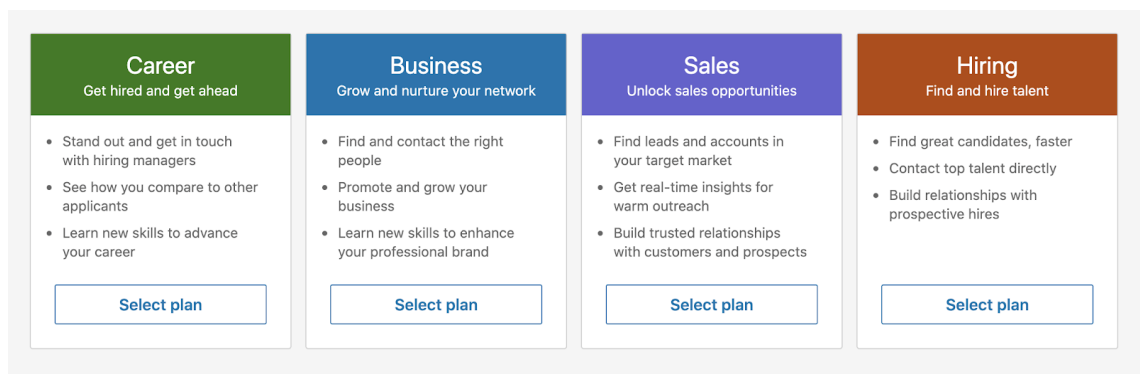 Career
Get hired and get ahead
• Stand out and get in touch
with hiring managers
• See how you compare to other
applicants
• Learn new skills to advance
your career
Select plan
Business
Grow and nurture your network
• Find and contact the right
people
• Promote and grow your
business
• Learn new skills to enhance
your professional brand
Select plan
Sales
Unlock sales opportunities
• Find leads and accounts in
your target market
• Get real-time insights for
warm outreach
• Build trusted relationships
with customers and prospects
Select plan
Hiring
Find and hire talent
• Find great candidates, faster
• Contact top talent directly
• Build relationships with
prospective hires
Select plan